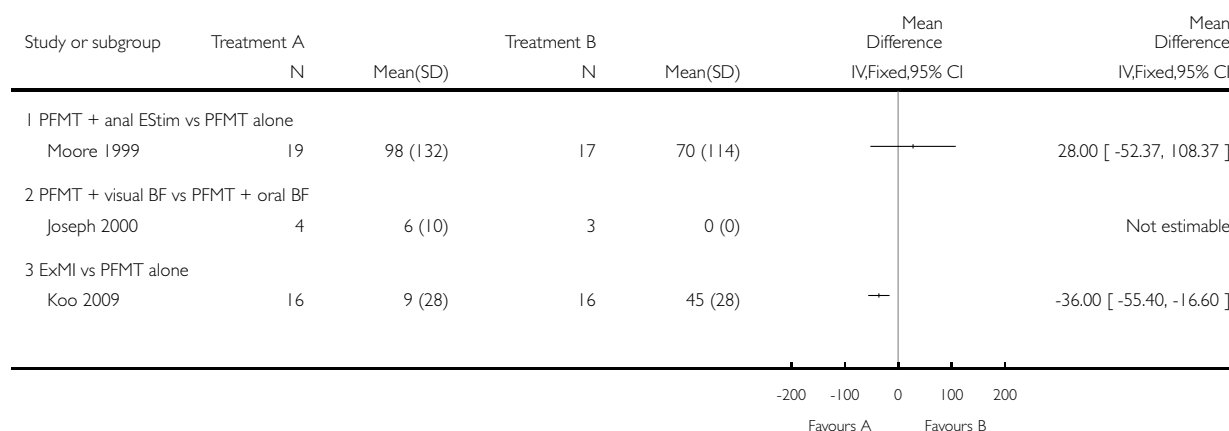 Study or subgroup Treatment A Treatment B Mean Difference Mean Difference
N Mean(SD) N Mean(SD) IV,Fixed,95% CI IV,Fixed,95% CI
1 PFMT + anal EStim vs PFMT alone
Moore 1999 19 98 (132) 17 70 (114) 28.00 [ -52.37, 108.37 ]
2 PFMT + visual BF vs PFMT + oral BF
Joseph 2000 4 6 (10) 3 0 (0) Not estimable
3 ExMI vs PFMT alone
Koo 2009 16 9 (28) 16 45 (28) -36.00 [ -55.40, -16.60 ]
-200 -100 0 100 200
Favours A Favours B